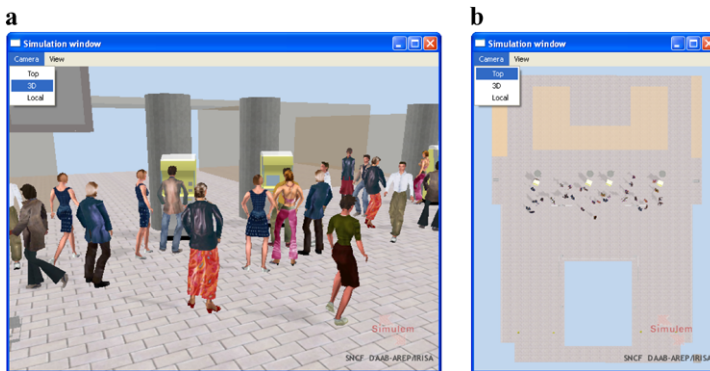 a
Simulation window
Camera View
Top
3D
Local
Simulem
SNCF DAAB-AREP/IRISA
b
Simulation window
Camera View
Top
3D
Local
Simulem
SNCF DAAB-AREP/IRISA